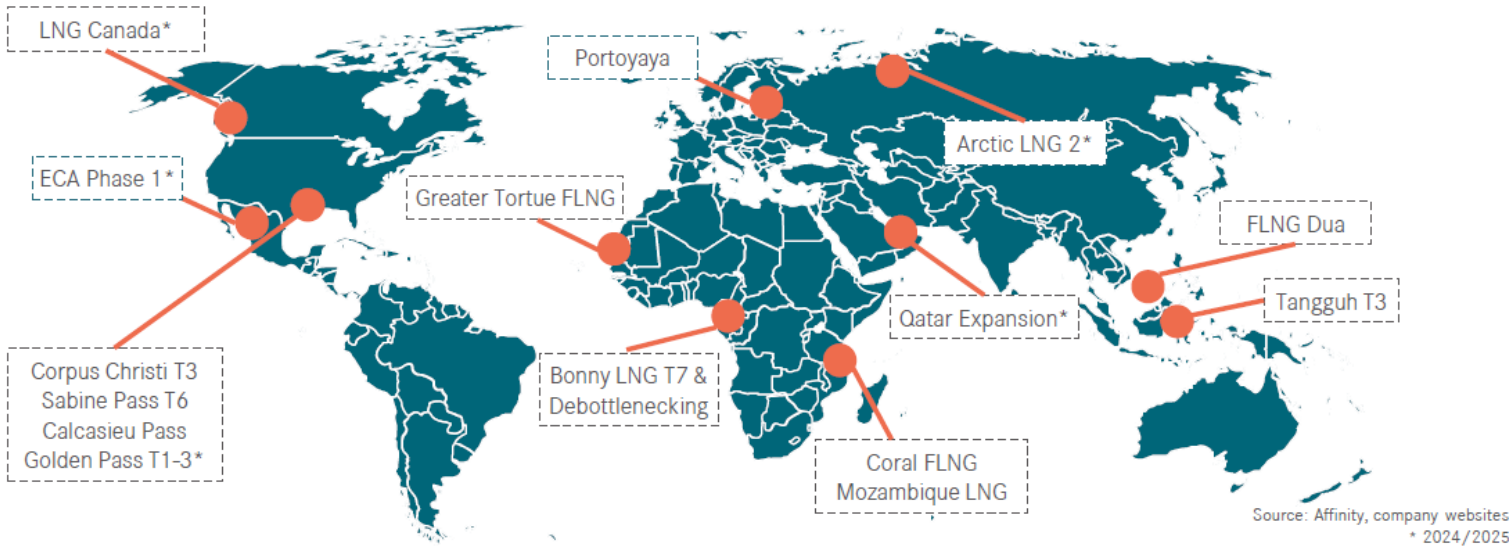 LNG Canada*
Portoyaya
Arctic LNG 2*
ECA Phase 1*
Greater Tortue FLNG
FLNG Dua
Tangguh T3
Qatar Expansion*
Corpus Christi T3
Sabine Pass T6
Calcasieu Pass
Golden Pass T1-3*
Bonny LNG T7 &
Debottlenecking
Coral FLNG
Mozambique LNG
Source: Affinity, company websites
* 2024/2025